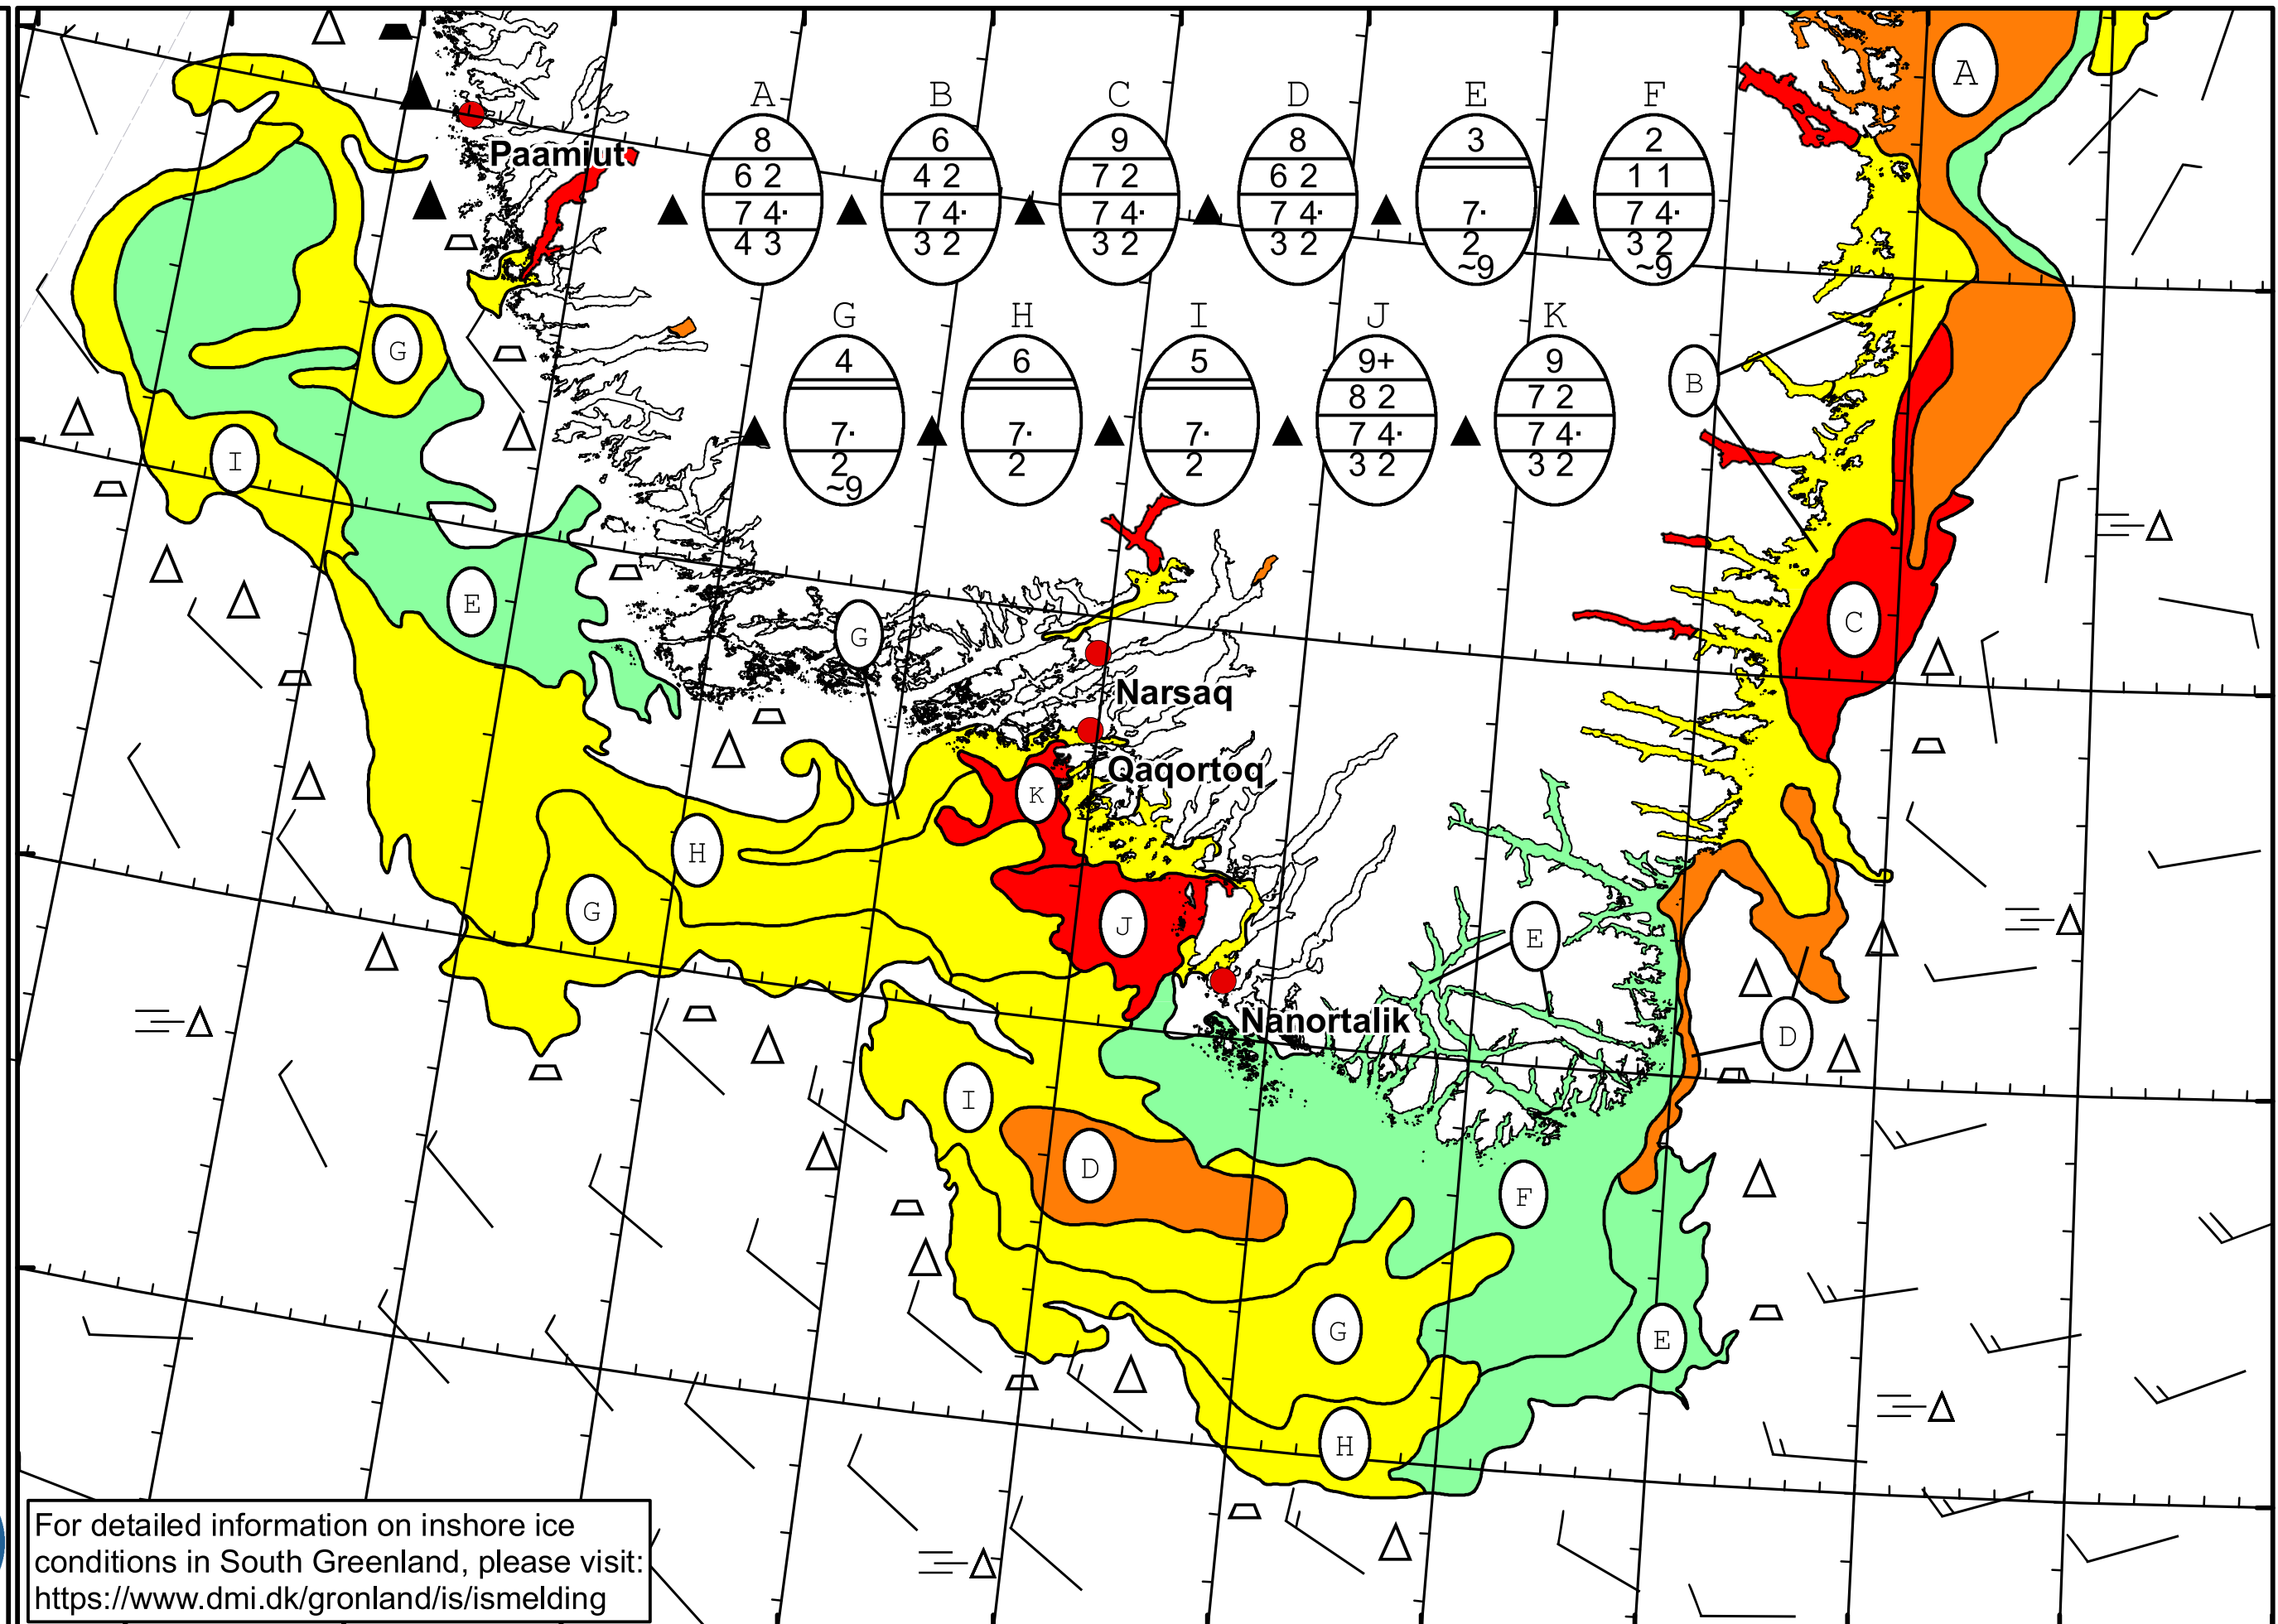 A
Paamiut
A B C D E F
8 6 9 8 3 2
6 2 4 2 7 2 6 2 1 1
7 4· 7 4· 7 4· 7 4· 7· 7 4·
4 3 3 2 3 2 3 2 2 3 2
~9 ~9
G H I J K
4 6 5 9+ 9
8 2 7 2
7· 7· 7· 7 4· 7 4·
2 2 2 3 2 3 2
~9
G
B
I
E
C
G
Narsaq
Qaqortoq
K
H
G
J
E
Nanortalik
D
I
D
F
G
E
H
For detailed information on inshore ice
conditions in South Greenland, please visit:
https://www.dmi.dk/gronland/is/ismelding